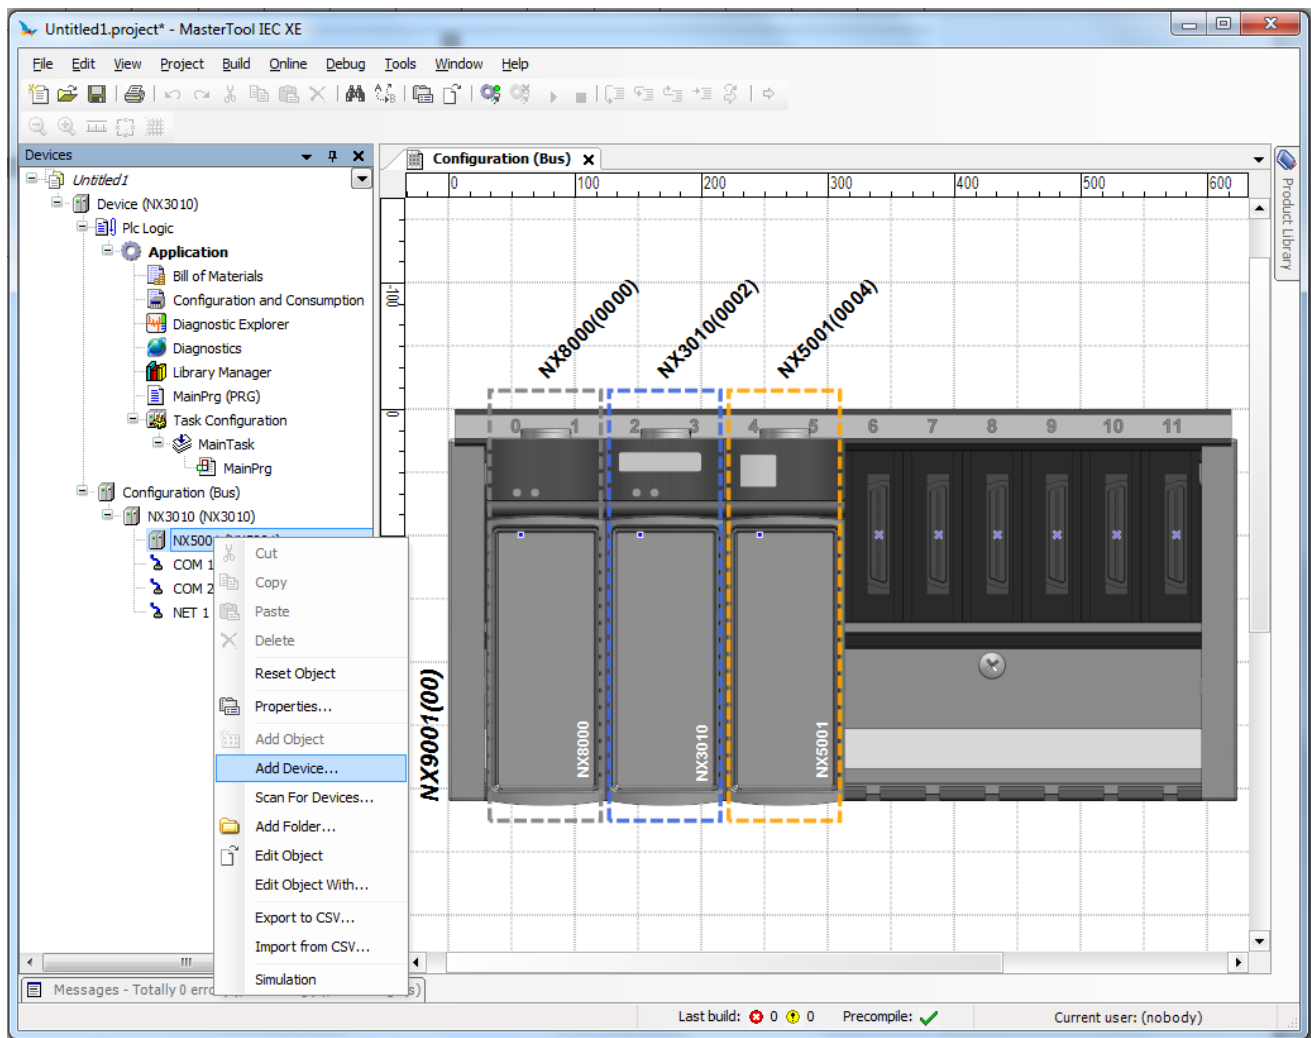 Untitled1.project* - MasterTool IEC XE
File Edit View Project Build Online Debug Tools Window Help
Devices
Untitled1
Device (NX3010)
Plc Logic
Application
Bill of Materials
Configuration and Consumption
Diagnostic Explorer
Diagnostics
Library Manager
MainPrg (PRG)
Task Configuration
MainTask
MainPrg
Configuration (Bus)
NX3010 (NX3010)
NX500
COM 1
COM 2
NET 1
Cut
Copy
Paste
Delete
Reset Object
Properties...
Add Object
Add Device...
Scan For Devices...
Add Folder...
Edit Object
Edit Object With...
Export to CSV...
Import from CSV...
Simulation
Configuration (Bus)
0 100 200 300 400 500 600
-100
0
NX8000(0000)
NX3010(0002)
NX5001(0004)
0 1 2 3 4 5 6 7 8 9 10 11
NX9001(00)
NX8000
NX3010
NX5001
Product Library
Messages - Totally 0 erro
s)
Last build: 0 0 Precompile: Current user: (nobody)